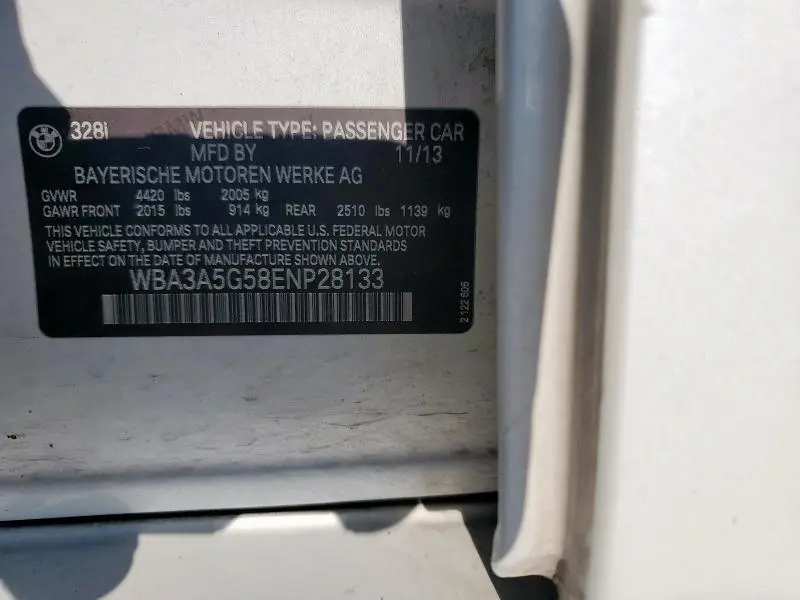 328i VEHICLE TYPE: PASSENGER CAR
MFD BY 11/13
BAYERISCHE MOTOREN WERKE AG
GVWR 4420 lbs 2005 kg
GAWR FRONT 2015 lbs 914 kg REAR 2510 lbs 1139 kg
THIS VEHICLE CONFORMS TO ALL APPLICABLE U.S. FEDERAL MOTOR
VEHICLE SAFETY, BUMPER AND THEFT PREVENTION STANDARDS
IN EFFECT ON THE DATE OF MANUFACTURE SHOWN ABOVE.
WBA3A5G58ENP28133
2 122 606